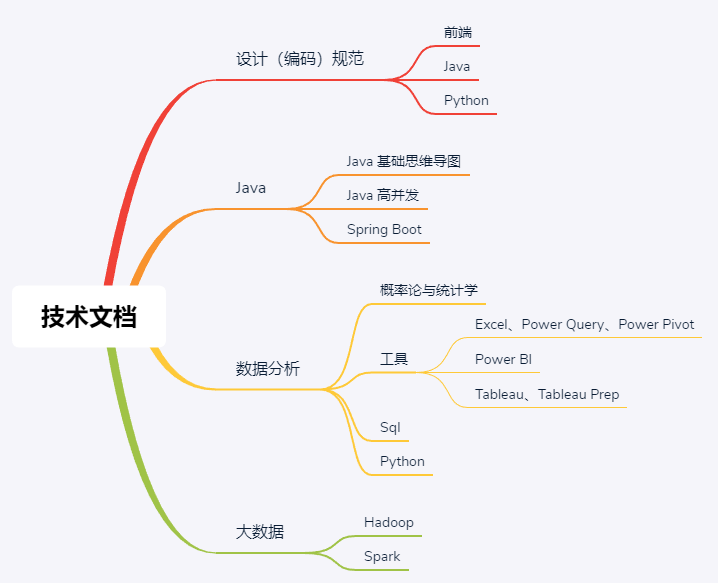 技术文档
设计（编码）规范
前端
Java
Python
Java
Java 基础思维导图
Java 高并发
Spring Boot
数据分析
概率论与统计学
工具
Excel、Power Query、Power Pivot
Power BI
Tableau、Tableau Prep
Sql
Python
大数据
Hadoop
Spark